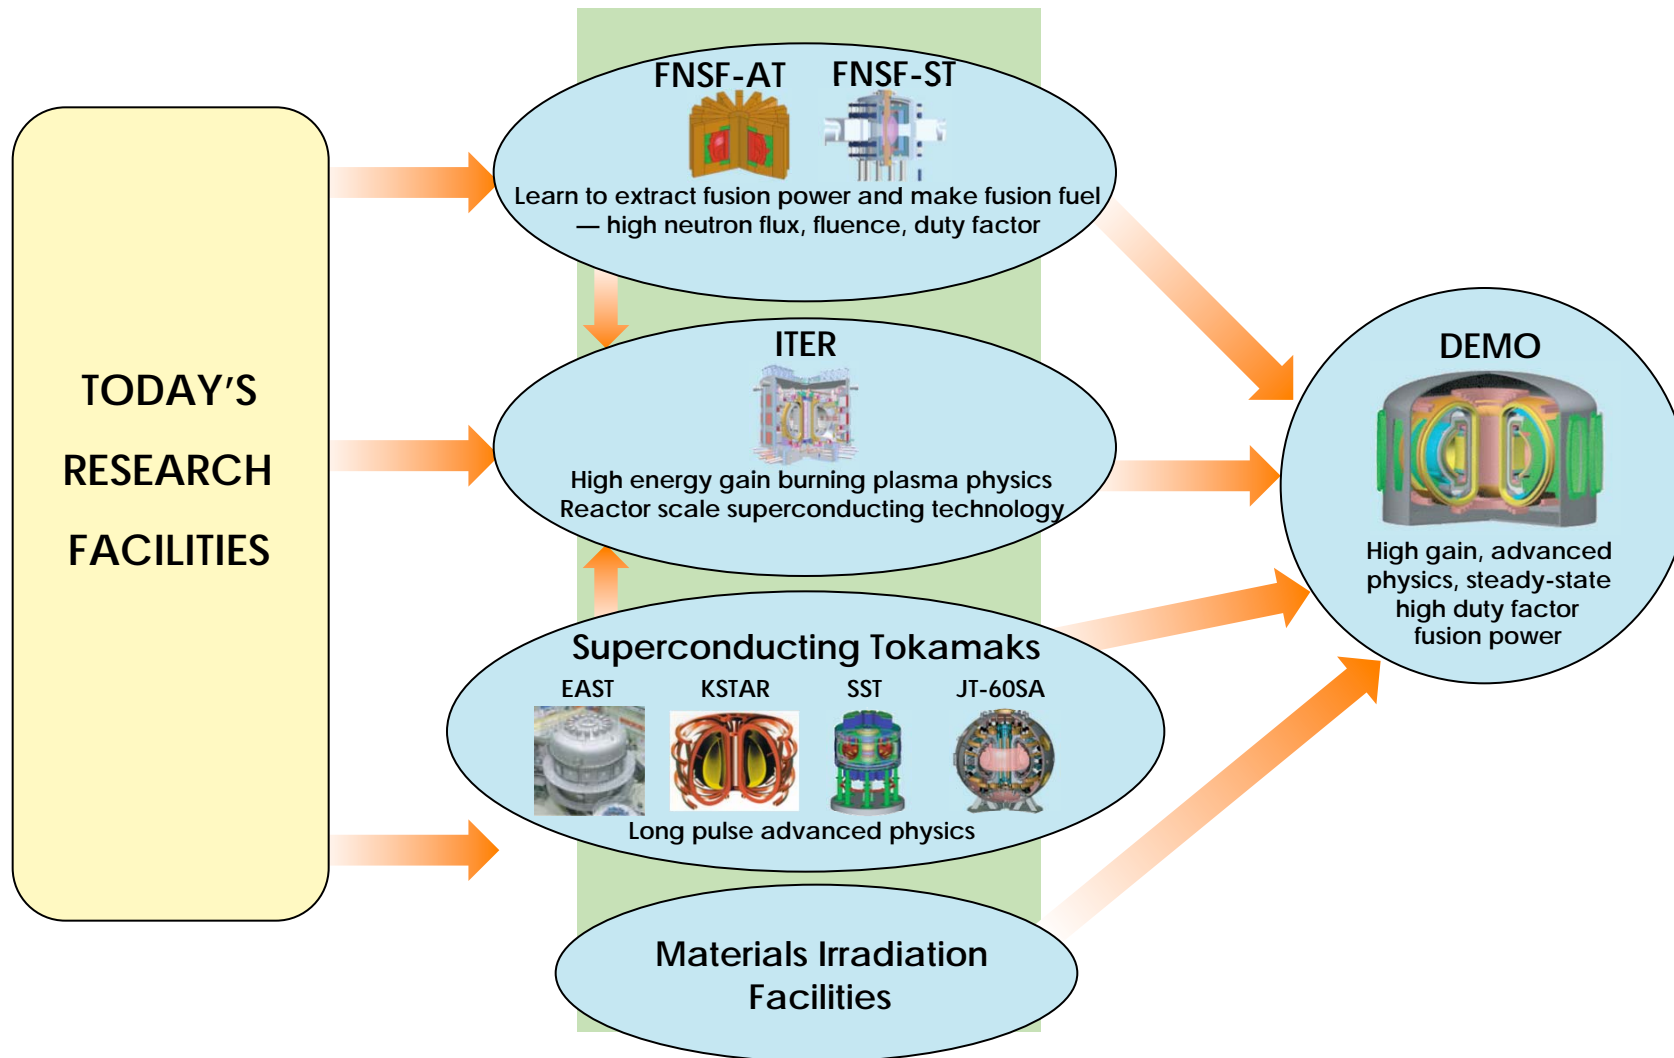 TODAY'S
RESEARCH
FACILITIES
FNSF-AT
FNSF-ST
Learn to extract fusion power and make fusion fuel
— high neutron flux, fluence, duty factor
ITER
High energy gain burning plasma physics
Reactor scale superconducting technology
Superconducting Tokamaks
EAST
KSTAR
SST
JT-60SA
Long pulse advanced physics
Materials Irradiation
Facilities
DEMO
High gain, advanced
physics, steady-state
high duty factor
fusion power